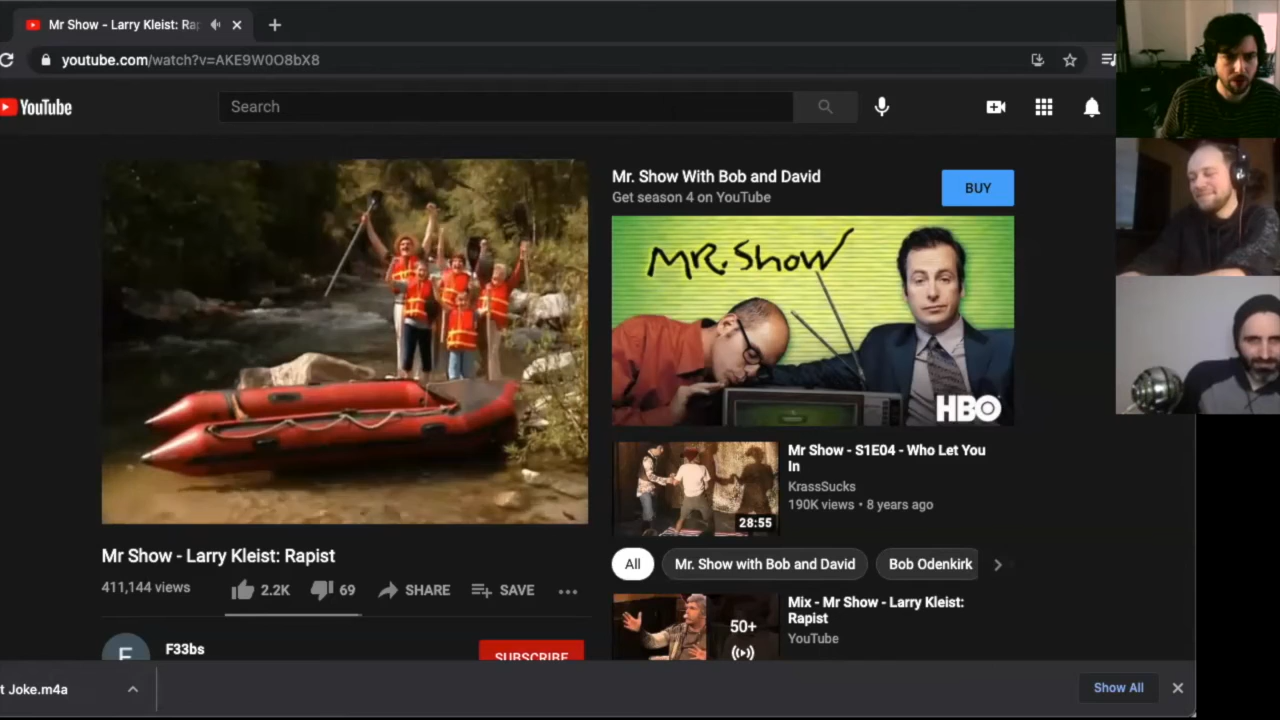 Mr Show - Larry Kleist: Rap
youtube.com/watch?v=AKE9W0O8bX8
YouTube
Search
Mr. Show With Bob and David
Get season 4 on YouTube
BUY
MR. Show
HBO
Mr Show - S1E04 - Who Let You
In
KrassSucks
190K views • 8 years ago
28:55
Mr Show - Larry Kleist: Rapist
411,144 views
2.2K
69
SHARE
SAVE
All
Mr. Show with Bob and David
Bob Odenkirk
Mix - Mr Show - Larry Kleist:
Rapist
YouTube
50+
F
F33bs
SUBSCRIBE
t Joke.m4a
Show All